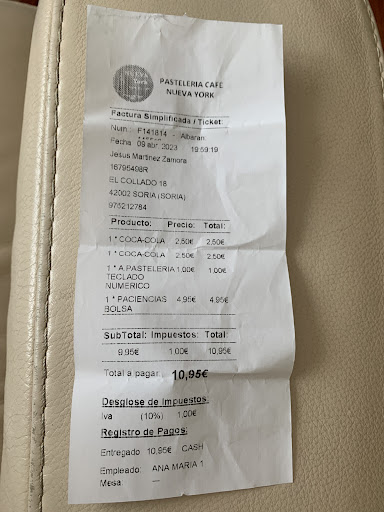 PASTELERIA CAFE
NUEVA YORK
Factura Simplificada / Ticket:
Num.: F141814 - Albaran:
Fecha 09 abr. 2023 19:59:19
Jesus Martinez Zamora
16795498R
EL COLLADO 18
42002 SORIA (SORIA)
975212784
Producto: Precio: Total:
1 * COCA-COLA 2,50€ 2,50€
1 * COCA-COLA 2,50€ 2,50€
1 * A.PASTELERIA 1,00€ 1,00€
TECLADO
NUMERICO
1 * PACIENCIAS 4,95€ 4,95€
BOLSA
SubTotal: Impuestos: Total:
9,95€ 1,00€ 10,95€
Total a pagar: 10,95€
Desglose de Impuestos:
Iva (10%) 1,00€
Registro de Pagos:
Entregado 10,95€ CASH
Empleado: ANA MARIA 1
Mesa: ---